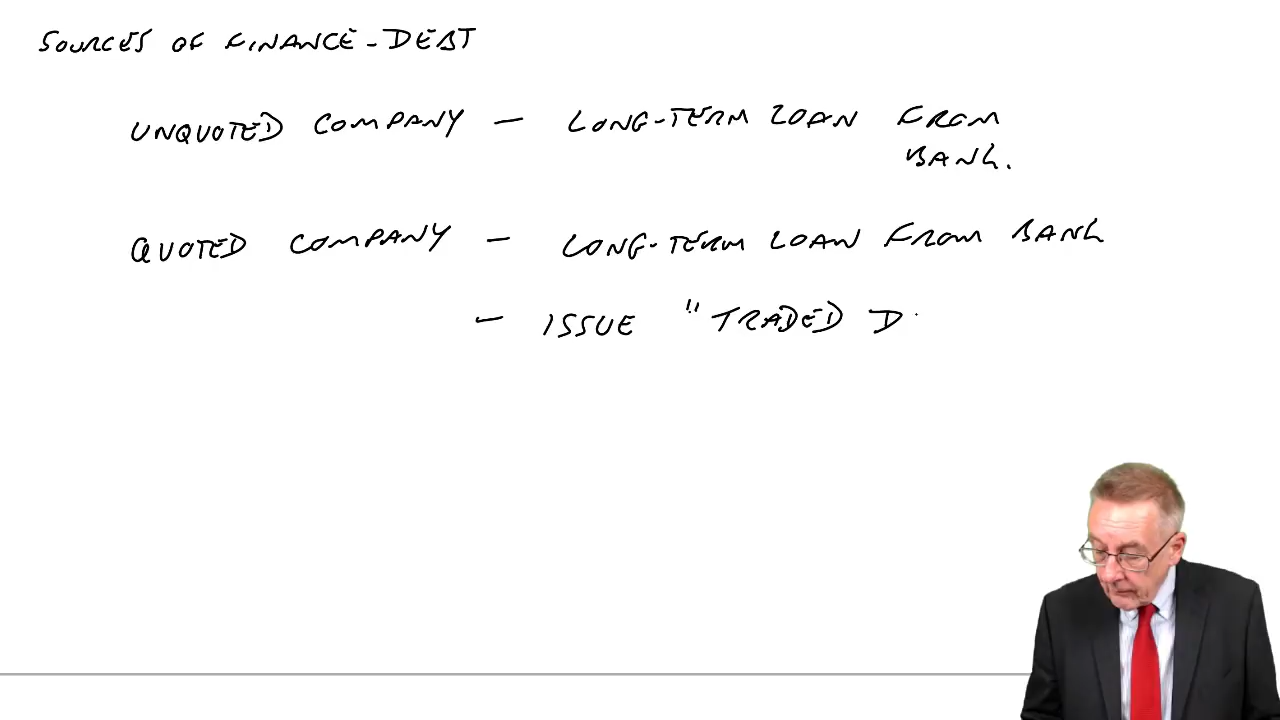 SOURCES OF FINANCE - DEBT
UNQUOTED COMPANY - LONG-TERM LOAN FROM
BANK.
QUOTED COMPANY - LONG-TERM LOAN FROM BANK
- ISSUE "TRADED D